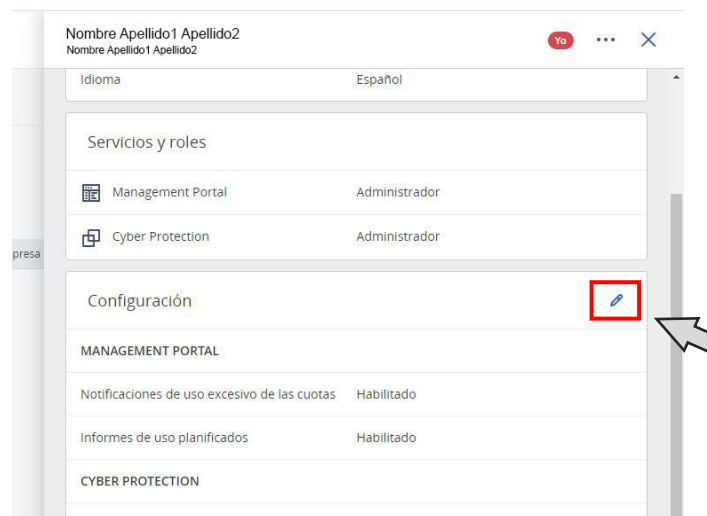 Nombre Apellido1 Apellido2
Nombre Apellido1 Apellido2
Yo
Idioma Español
Servicios y roles
Management Portal Administrador
Cyber Protection Administrador
presa
Configuración
MANAGEMENT PORTAL
Notificaciones de uso excesivo de las cuotas Habilitado
Informes de uso planificados Habilitado
CYBER PROTECTION